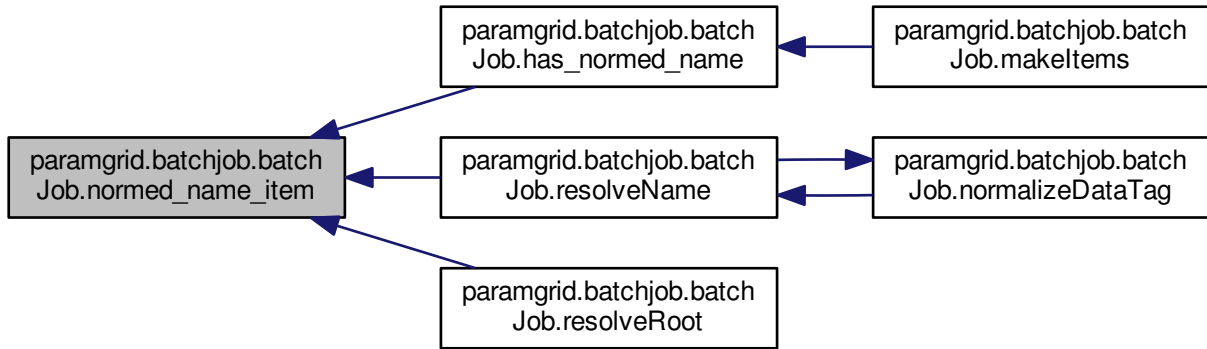 paramgrid.batchjob.batch
Job.has_normed_name
paramgrid.batchjob.batch
Job.makeItems
paramgrid.batchjob.batch
Job.normed_name_item
paramgrid.batchjob.batch
Job.resolveName
paramgrid.batchjob.batch
Job.normalizeDataTag
paramgrid.batchjob.batch
Job.resolveRoot